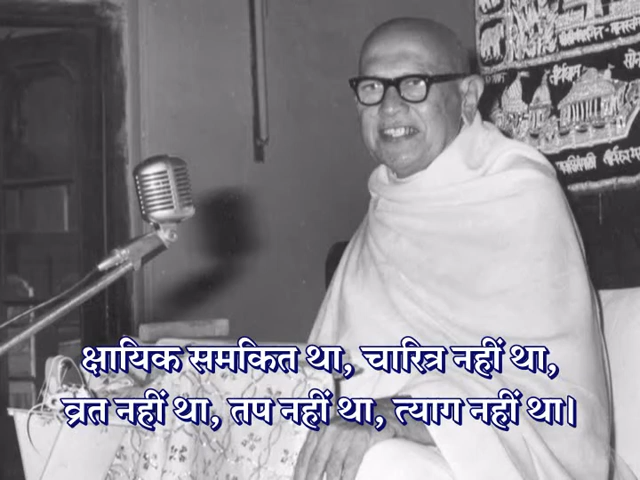 क्षायिक समकित था, चारित्र नहीं था,
व्रत नहीं था, तप नहीं था, त्याग नहीं था।